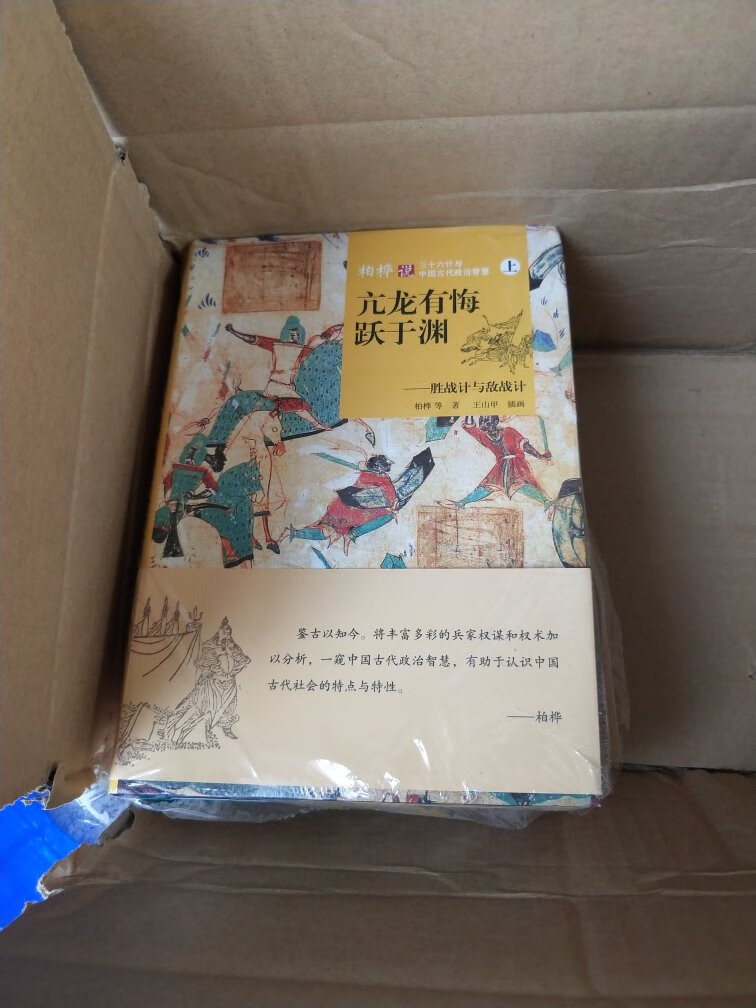 柏桦说
三十六计与
中国古代政治智慧
上
亢龙有悔
跃于渊
——胜战计与敌战计
柏桦 等 著 王山甲 插画
鉴古以知今。将丰富多彩的兵家权谋和权术加
以分析，一窥中国古代政治智慧，有助于认识中国
古代社会的特点与特性。
——柏桦